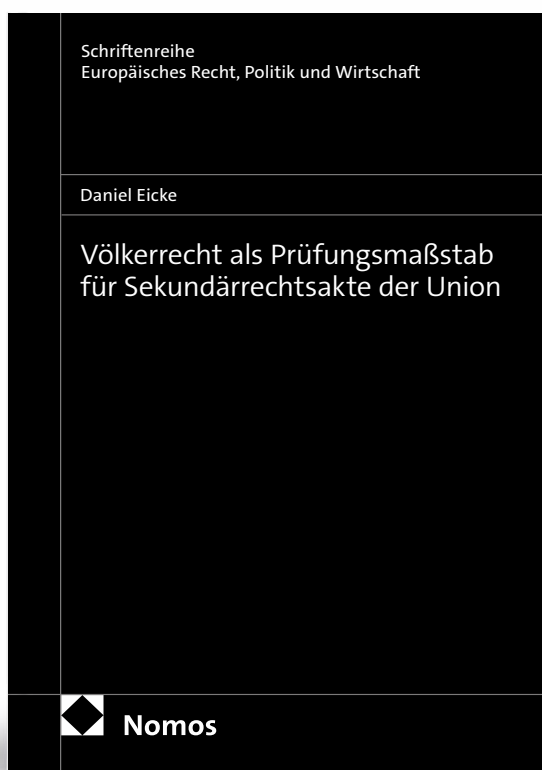 Schriftenreihe
Europäisches Recht, Politik und Wirtschaft
Daniel Eicke
Völkerrecht als Prüfungsmaßstab
für Sekundärrechtsakte der Union
Nomos